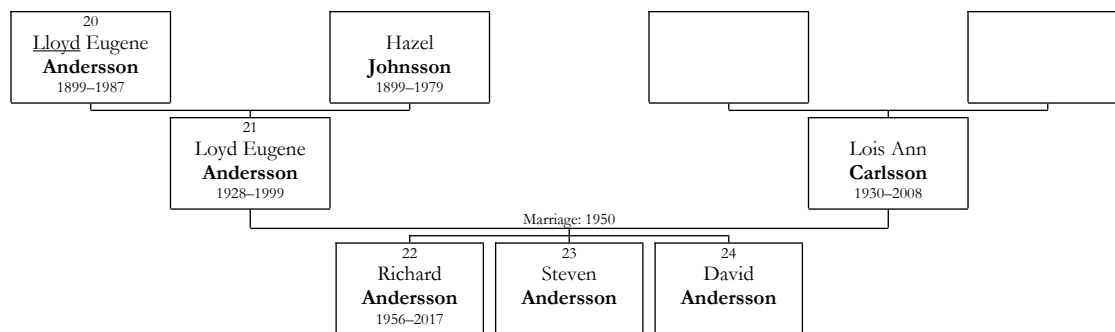 20
Lloyd Eugene
Andersson
1899–1987
Hazel
Johnsson
1899–1979
21
Loyd Eugene
Andersson
1928–1999
Lois Ann
Carlsson
1930–2008
Marriage: 1950
22
Richard
Andersson
1956–2017
23
Steven
Andersson
24
David
Andersson